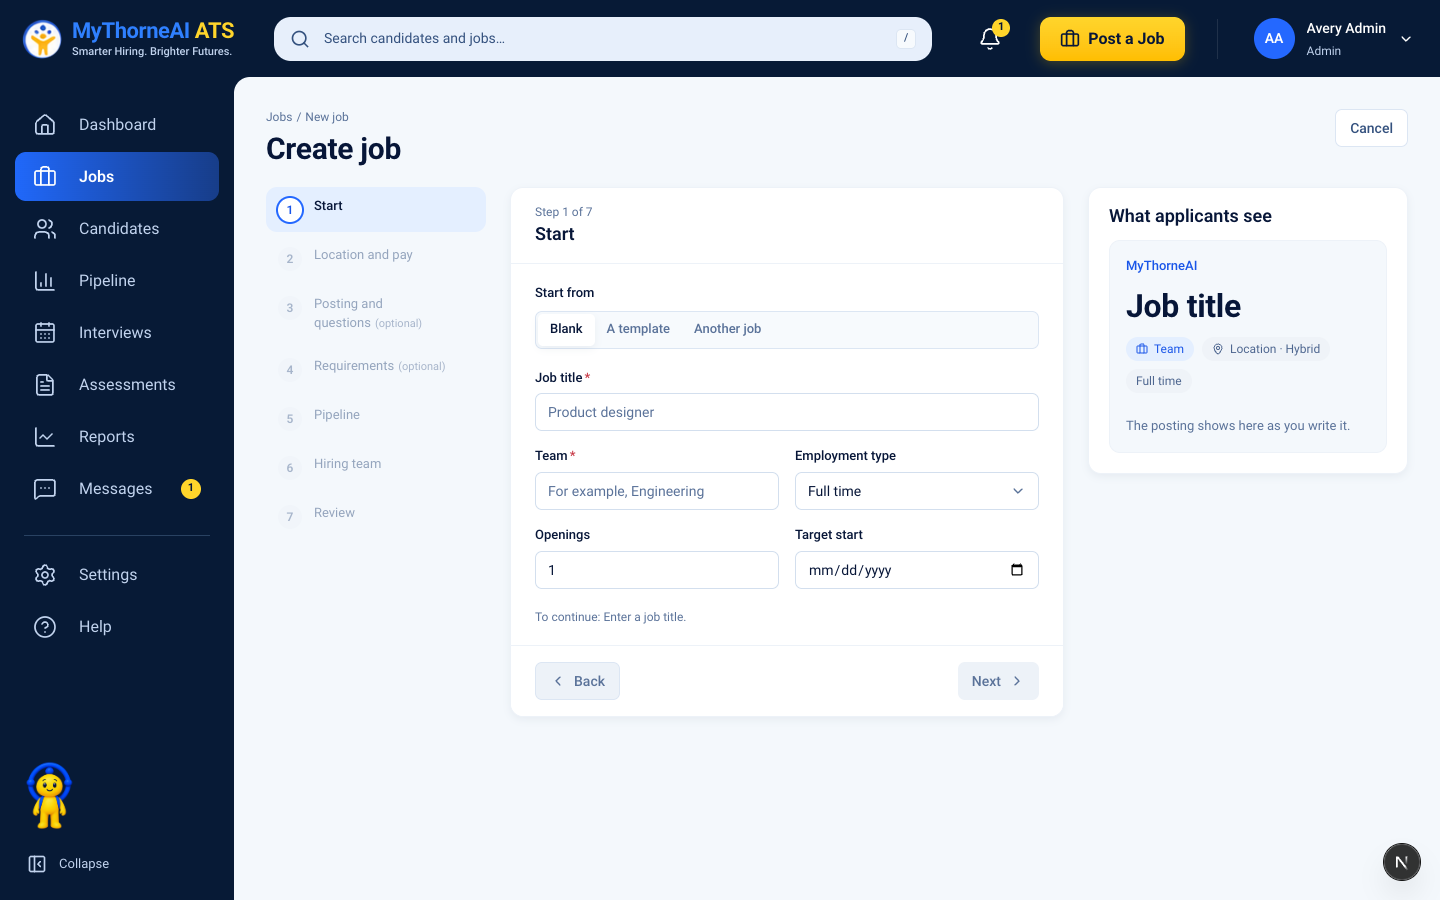 MyThorneAI ATS
Smarter Hiring. Brighter Futures.
Search candidates and jobs...
/
1
Post a Job
AA
Avery Admin
Admin
Dashboard
Jobs
Candidates
Pipeline
Interviews
Assessments
Reports
Messages
1
Settings
Help
Collapse
Jobs / New job
Create job
Cancel
1
Start
2
Location and pay
3
Posting and
questions (optional)
4
Requirements (optional)
5
Pipeline
6
Hiring team
7
Review
Step 1 of 7
Start
Start from
Blank
A template
Another job
Job title*
Product designer
Team*
Employment type
For example, Engineering
Full time
Openings
Target start
1
mm/dd/yyyy
To continue: Enter a job title.
Back
Next
What applicants see
MyThorneAI
Job title
Team
Location · Hybrid
Full time
The posting shows here as you write it.
N